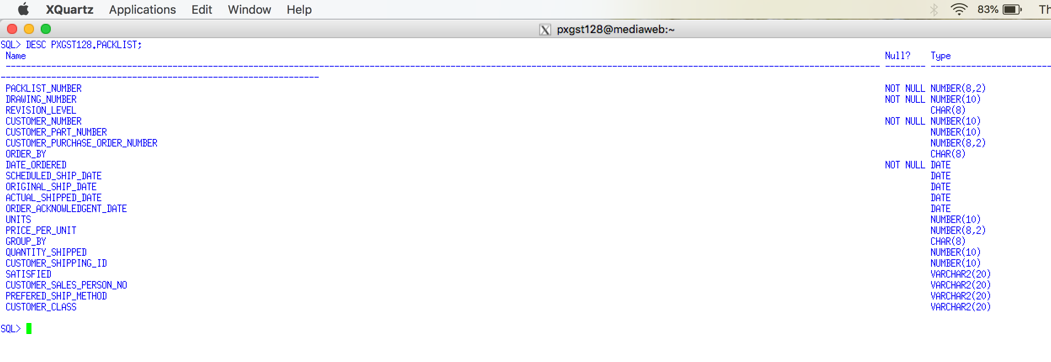 XQuartz Applications Edit Window Help 83% Th
pxgst128@mediaweb:~
SQL> DESC PXGST128.PACKLIST;
Name Null? Type
PACKLIST_NUMBER NOT NULL NUMBER(8,2)
DRAWING_NUMBER NOT NULL NUMBER(10)
REVISION_LEVEL CHAR(8)
CUSTOMER_NUMBER NOT NULL NUMBER(10)
CUSTOMER_PART_NUMBER NUMBER(10)
CUSTOMER_PURCHASE_ORDER_NUMBER NUMBER(8,2)
ORDER_BY CHAR(8)
DATE_ORDERED NOT NULL DATE
SCHEDULED_SHIP_DATE DATE
ORIGINAL_SHIP_DATE DATE
ACTUAL_SHIPPED_DATE DATE
ORDER_ACKNOWLEDGENT_DATE DATE
UNITS NUMBER(10)
PRICE_PER_UNIT NUMBER(8,2)
GROUP_BY CHAR(8)
QUANTITY_SHIPPED NUMBER(10)
CUSTOMER_SHIPPING_ID NUMBER(10)
SATISFIED VARCHAR2(20)
CUSTOMER_SALES_PERSON_NO VARCHAR2(20)
PREFERED_SHIP_METHOD VARCHAR2(20)
CUSTOMER_CLASS VARCHAR2(20)
SQL>